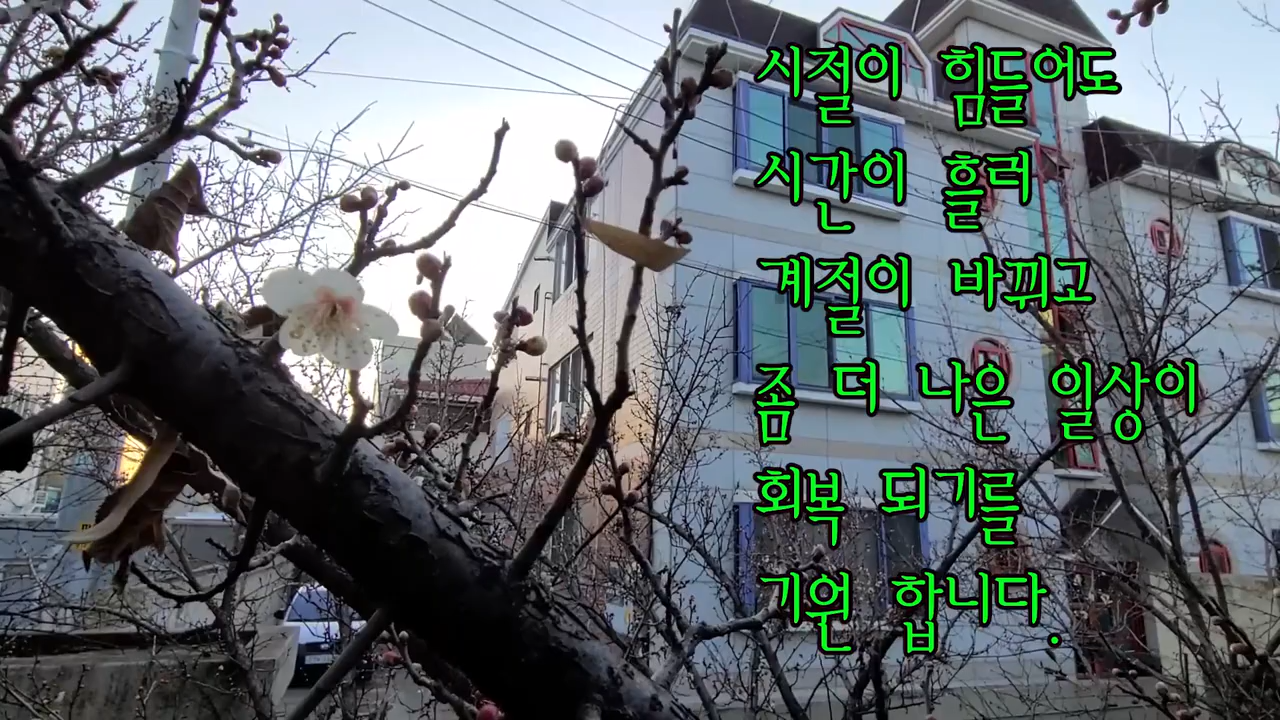 시절이 힘들어도
시간이 흘러
계절이 바뀌고
좀 더 나은 일상이
회복 되기를
기원 합니다.